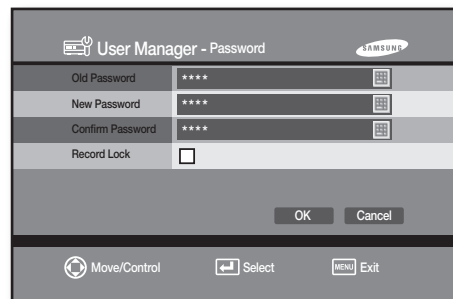 User Manager - Password
SAMSUNG
Old Password ****
New Password ****
Confirm Password ****
Record Lock
OK Cancel
Move/Control Select MENU Exit